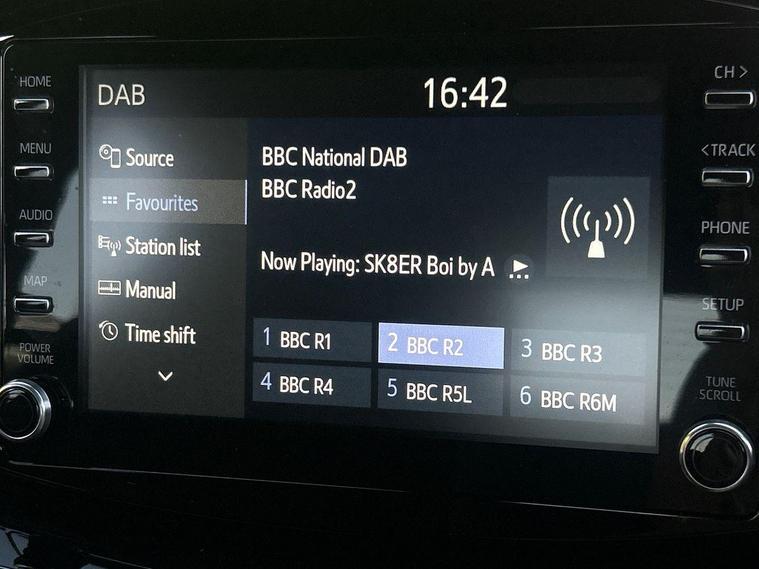 HOME
MENU
AUDIO
MAP
POWER
VOLUME
DAB
16:42
Source
Favourites
Station list
Manual
Time shift
BBC National DAB
BBC Radio2
Now Playing: SK8ER Boi by A
1 BBC R1
2 BBC R2
3 BBC R3
4 BBC R4
5 BBC R5L
6 BBC R6M
CH >
< TRACK
PHONE
SETUP
TUNE
SCROLL